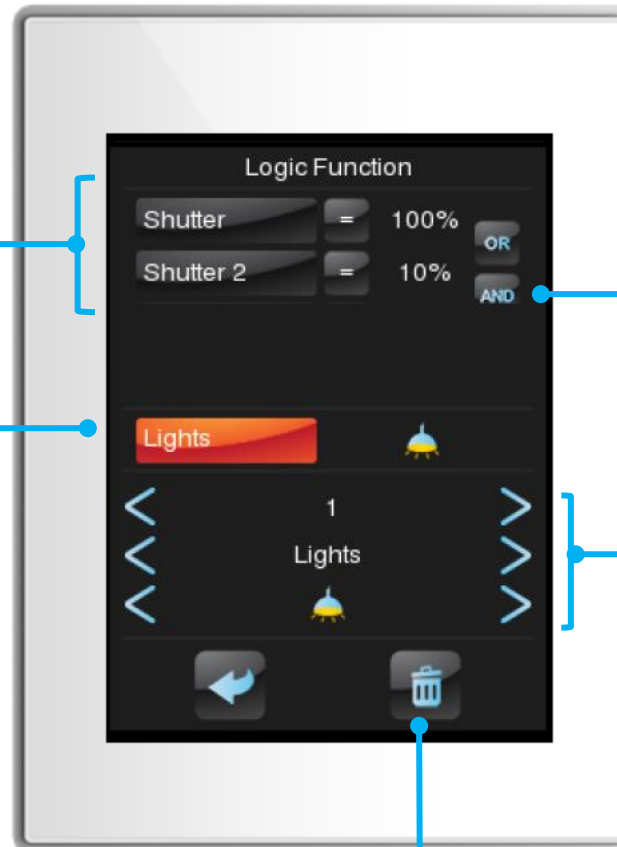 Logic Function
Shutter = 100%
OR
Shutter 2 = 10%
AND
Lights
1
Lights